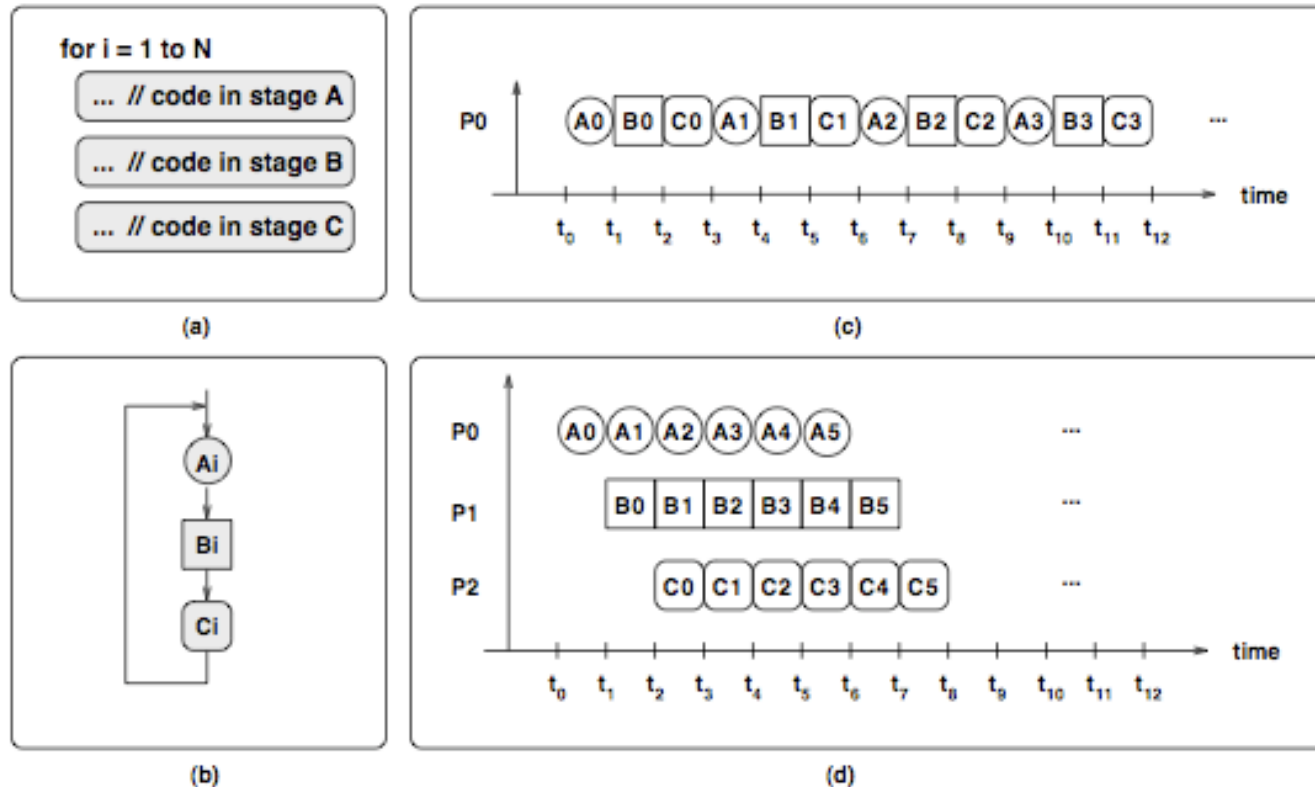 for i = 1 to N
... // code in stage A
... // code in stage B
... // code in stage C
(a)
P0 A0 B0 C0 A1 B1 C1 A2 B2 C2 A3 B3 C3 ...
time
t0 t1 t2 t3 t4 t5 t6 t7 t8 t9 t10 t11 t12
(c)
Ai
Bi
Ci
(b)
P0 A0 A1 A2 A3 A4 A5 ...
P1 B0 B1 B2 B3 B4 B5 ...
P2 C0 C1 C2 C3 C4 C5 ...
time
t0 t1 t2 t3 t4 t5 t6 t7 t8 t9 t10 t11 t12
(d)